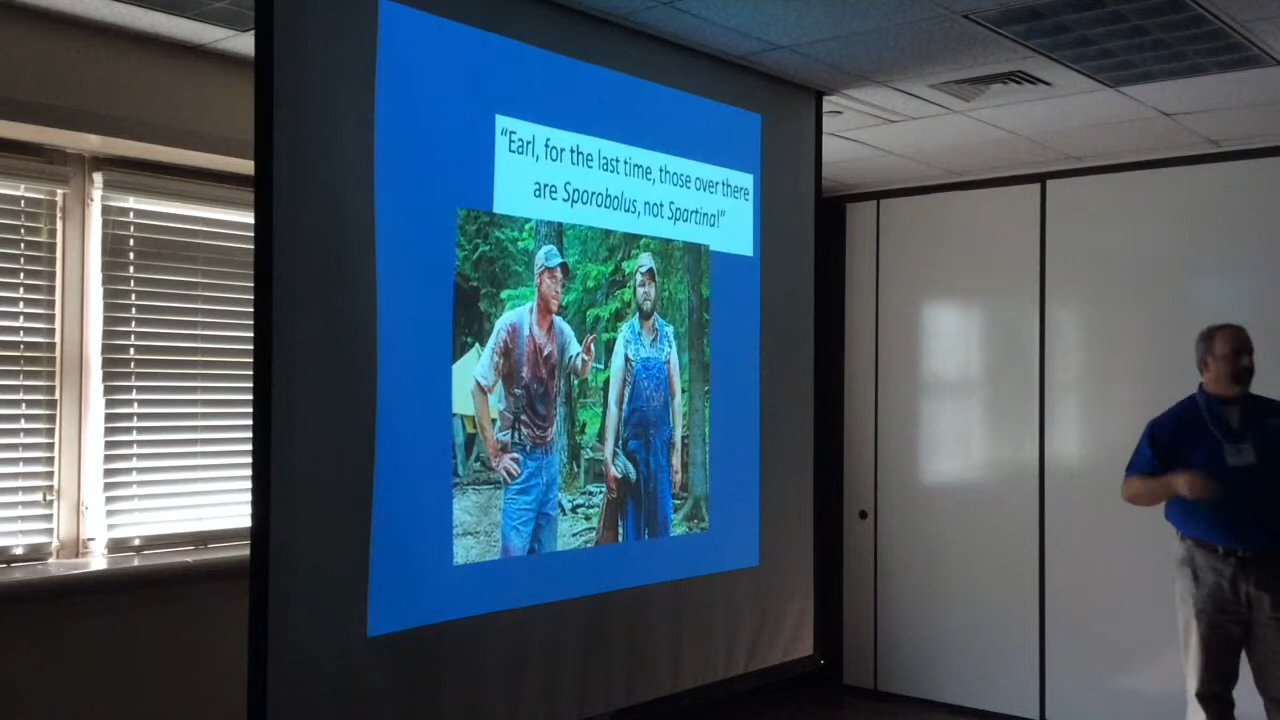 “Earl, for the last time, those over there
are Sporobolus, not Spartina!”